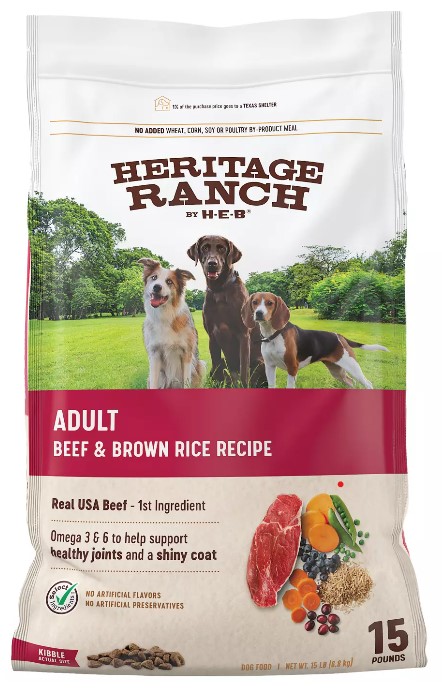 1% of the purchase price goes to a TEXAS SHELTER
NO ADDED WHEAT, CORN, SOY OR POULTRY BY-PRODUCT MEAL
HERITAGE
RANCH
BY H-E-B®
ADULT
BEEF & BROWN RICE RECIPE
Real USA Beef - 1st Ingredient
Omega 3 & 6 to help support
healthy joints and a shiny coat
Select
Ingredients
NO ARTIFICIAL FLAVORS
NO ARTIFICIAL PRESERVATIVES
KIBBLE
ACTUAL SIZE
DOG FOOD | NET WT. 15 LB (6.8 kg)
15
POUNDS